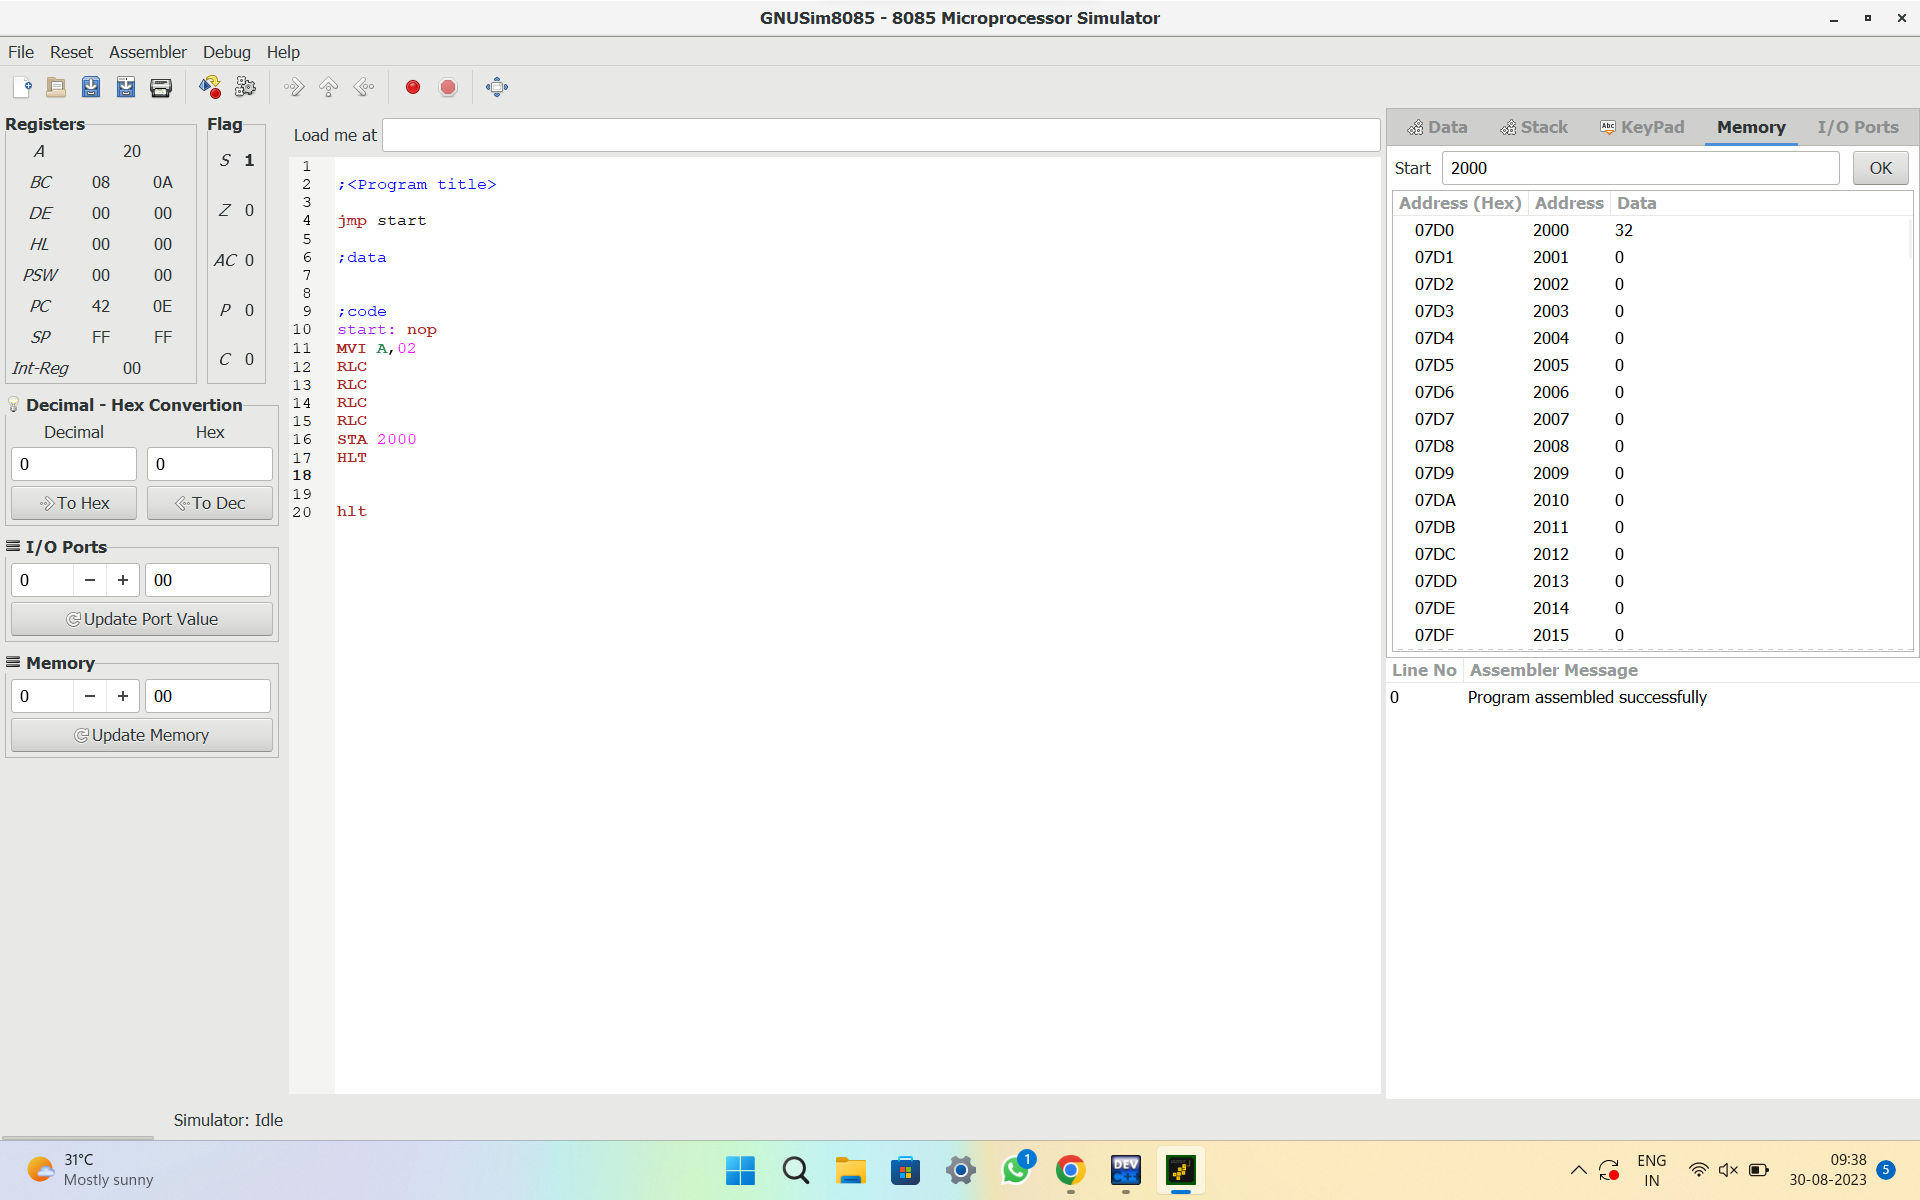 GNUSim8085 - 8085 Microprocessor Simulator
File Reset Assembler Debug Help
Registers
A 20
BC 08 0A
DE 00 00
HL 00 00
PSW 00 00
PC 42 0E
SP FF FF
Int-Reg 00
Flag
S 1
Z 0
AC 0
P 0
C 0
Decimal - Hex Convertion
Decimal Hex
0 0
To Hex To Dec
I/O Ports
0 − + 00
Update Port Value
Memory
0 − + 00
Update Memory
Load me at
1
2 ;<Program title>
3
4 jmp start
5
6 ;data
7
8
9 ;code
10 start: nop
11 MVI A,02
12 RLC
13 RLC
14 RLC
15 RLC
16 STA 2000
17 HLT
18
19
20 hlt
Data Stack Abc KeyPad Memory I/O Ports
Start 2000 OK
Address (Hex) Address Data
07D0 2000 32
07D1 2001 0
07D2 2002 0
07D3 2003 0
07D4 2004 0
07D5 2005 0
07D6 2006 0
07D7 2007 0
07D8 2008 0
07D9 2009 0
07DA 2010 0
07DB 2011 0
07DC 2012 0
07DD 2013 0
07DE 2014 0
07DF 2015 0
Line No Assembler Message
0 Program assembled successfully
Simulator: Idle
31°C
Mostly sunny
1
DEV
C++
ENG
IN
09:38
30-08-2023
5